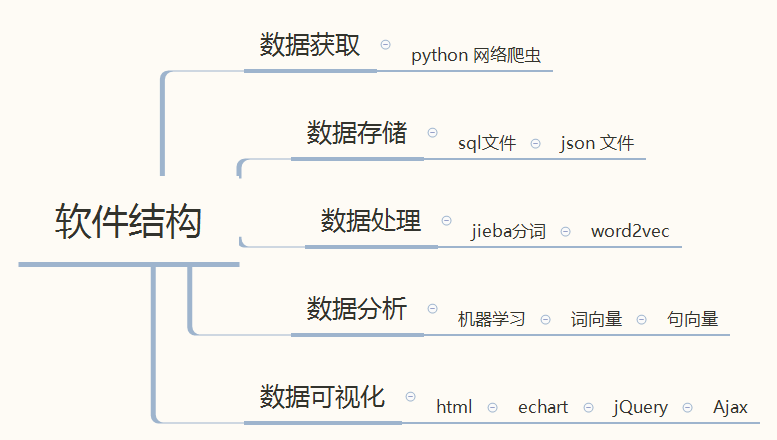 数据获取 python 网络爬虫
数据存储 sql文件 json 文件
软件结构
数据处理 jieba分词 word2vec
数据分析 机器学习 词向量 句向量
数据可视化 html echart jQuery Ajax